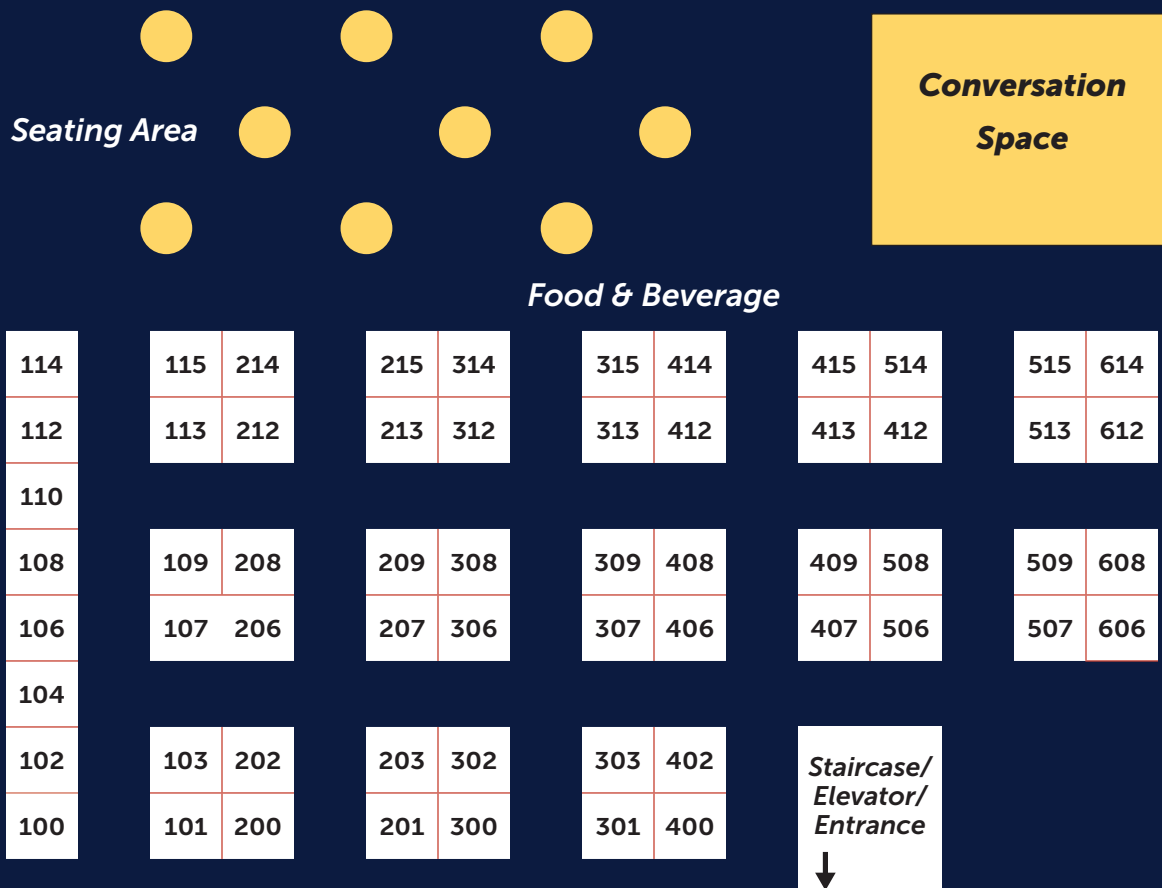 Conversation
Space
Seating Area
Food & Beverage
114 115 214 215 314 315 414 415 514 515 614
112 113 212 213 312 313 412 413 412 513 612
110
108 109 208 209 308 309 408 409 508 509 608
106 107 206 207 306 307 406 407 506 507 606
104
102 103 202 203 302 303 402
100 101 200 201 300 301 400
Staircase/
Elevator/
Entrance